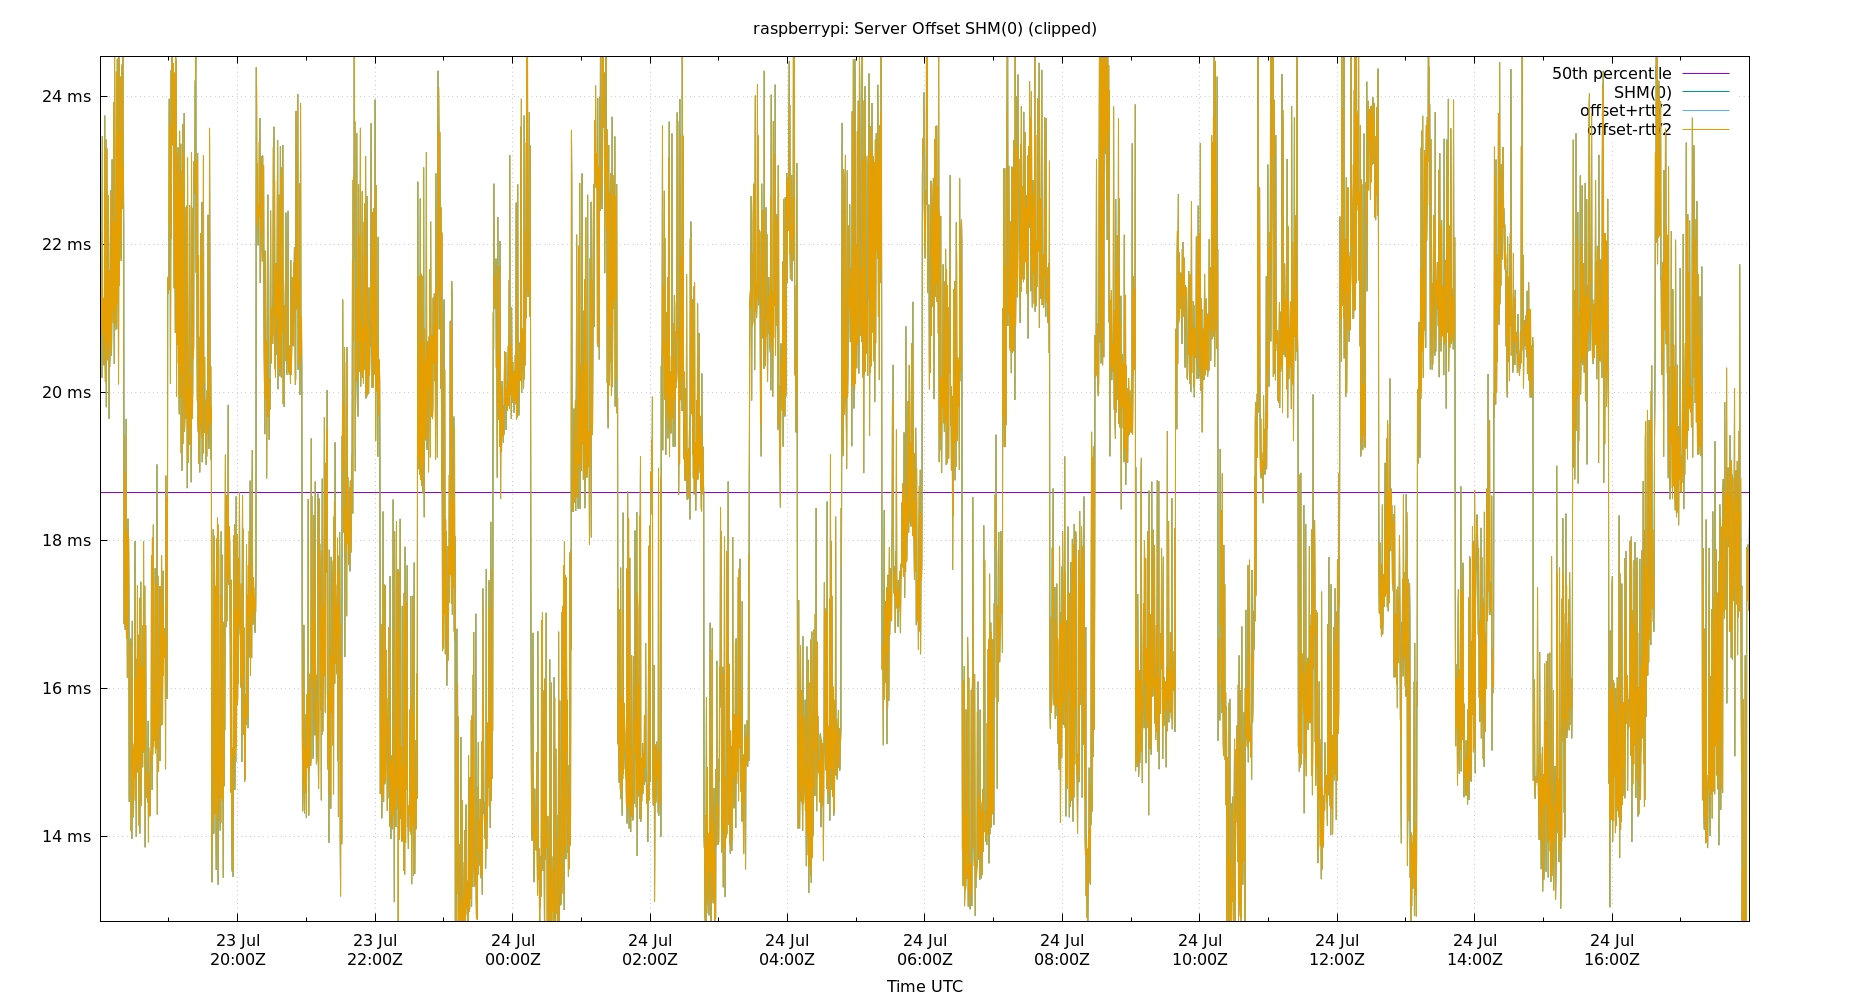 raspberrypi: Server Offset SHM(0) (clipped)
50th percentile
SHM(0)
offset+rtt/2
offset-rtt/2
24 ms
22 ms
20 ms
18 ms
16 ms
14 ms
23 Jul 23 Jul 24 Jul 24 Jul 24 Jul 24 Jul 24 Jul 24 Jul 24 Jul 24 Jul 24 Jul
20:00Z 22:00Z 00:00Z 02:00Z 04:00Z 06:00Z 08:00Z 10:00Z 12:00Z 14:00Z 16:00Z
Time UTC